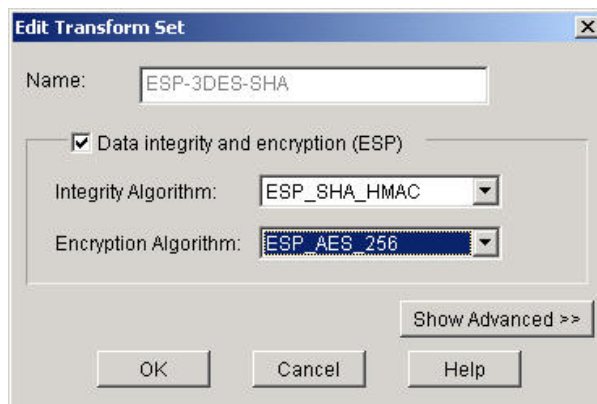 Edit Transform Set
Name: ESP-3DES-SHA
Data integrity and encryption (ESP)
Integrity Algorithm: ESP_SHA_HMAC
Encryption Algorithm: ESP_AES_256
Show Advanced >>
OK Cancel Help